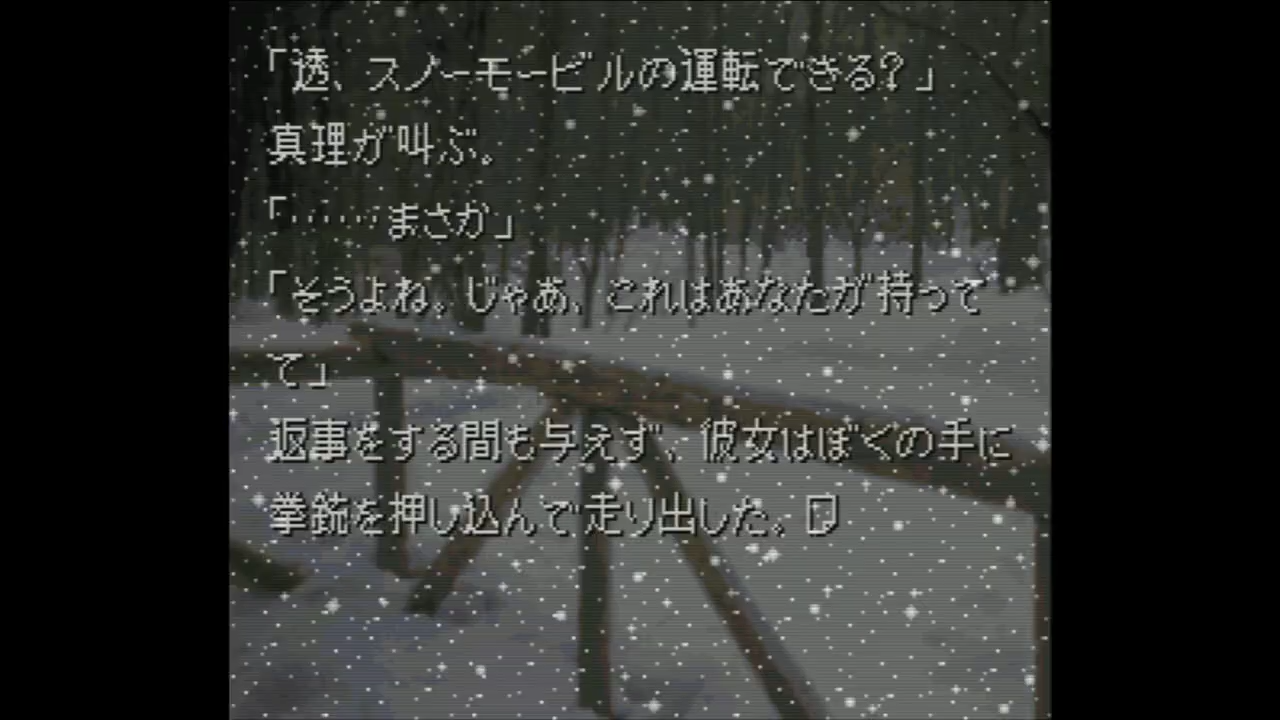 「透、スノーモービルの運転できる？」
真理が叫ぶ。
「……まさか」
「そうよね。じゃあ、これはあなたが持って
て」
返事をする間も与えず、彼女はぼくの手に
拳銃を押し込んで走り出した。